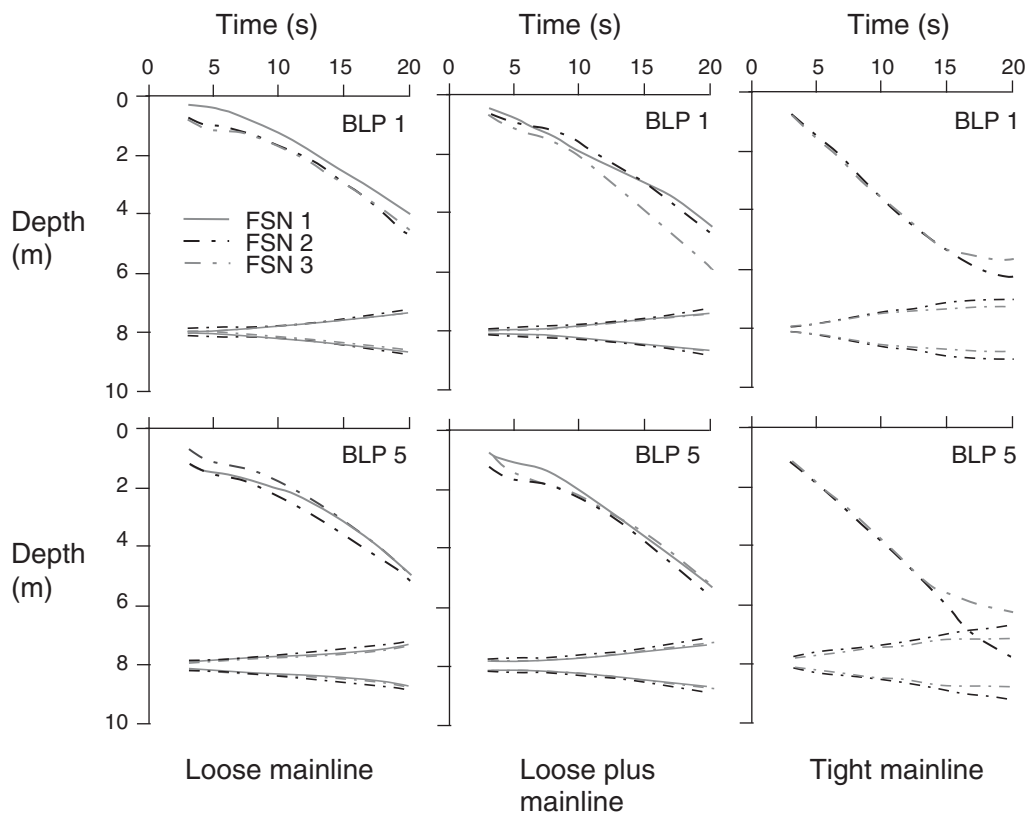 Time (s)
Time (s)
Time (s)
0 5 10 15 20
0 5 10 15 20
0 5 10 15 20
0
BLP 1
BLP 1
BLP 1
2
Depth
(m)
4
FSN 1
FSN 2
FSN 3
6
8
10
0
BLP 5
BLP 5
BLP 5
2
Depth
(m)
4
6
8
10
Loose mainline
Loose plus
mainline
Tight mainline